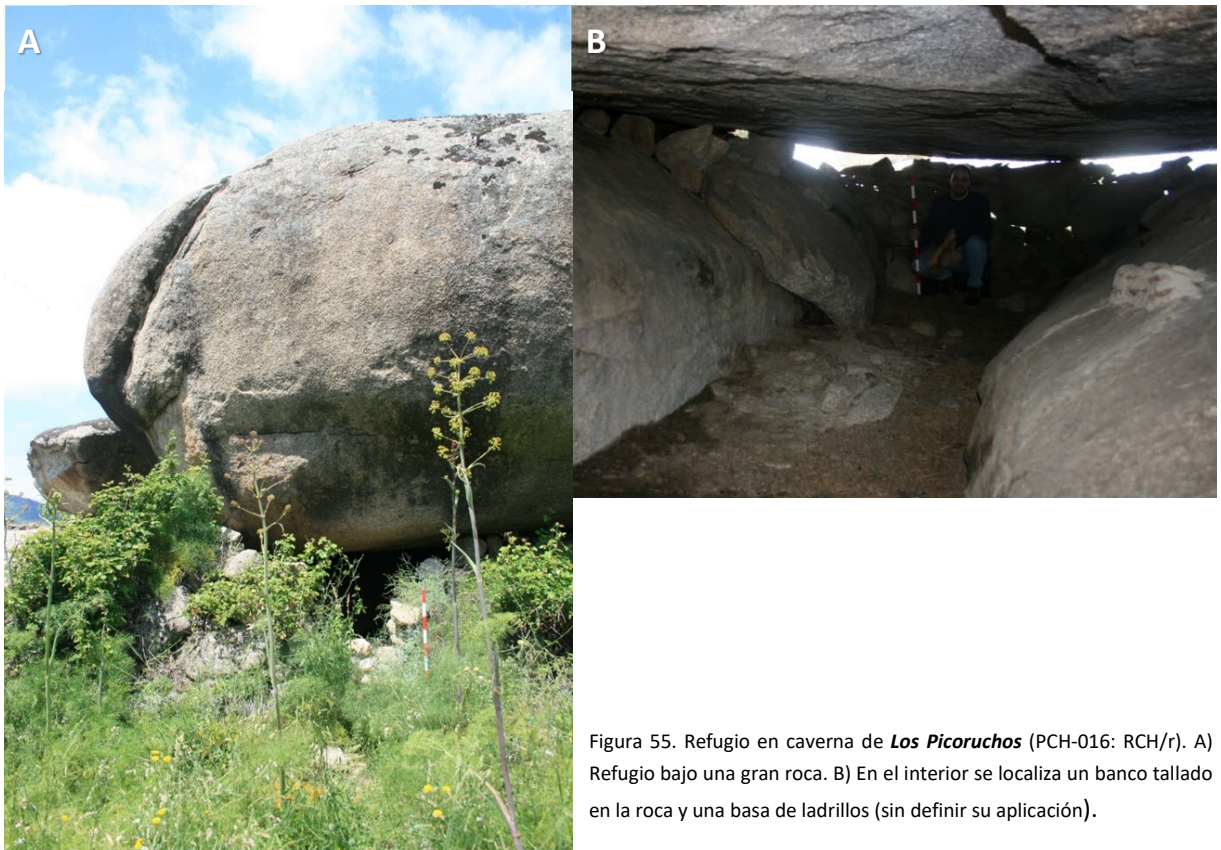 A
B
Figura 55. Refugio en caverna de Los Picoruchos (PCH-016: RCH/r). A)
Refugio bajo una gran roca. B) En el interior se localiza un banco tallado
en la roca y una basa de ladrillos (sin definir su aplicación).